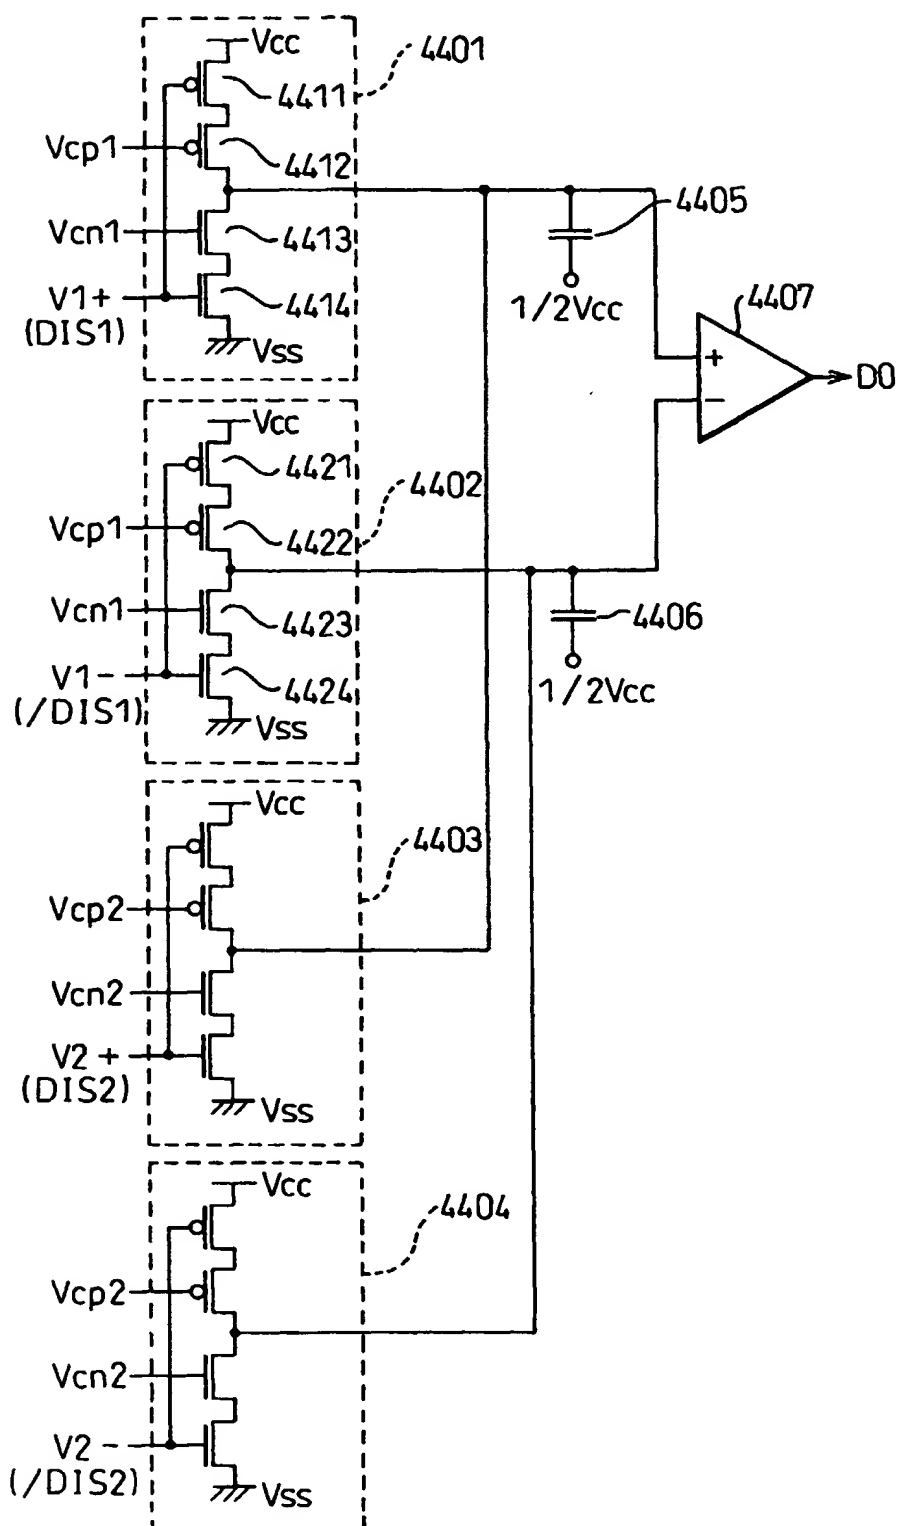 Vcc
4401
4411
Vcp1
4412
4405
Vcn1
4413
V1+
4414
(DIS1)
1/2Vcc
4407
Vss
+
DO
−
Vcc
4421
4402
Vcp1
4422
Vcn1
4423
4406
V1-
4424
(/DIS1)
1/2Vcc
Vss
Vcc
4403
Vcp2
Vcn2
V2 +
(DIS2)
Vss
Vcc
4404
Vcp2
Vcn2
V2 -
(/DIS2)
Vss